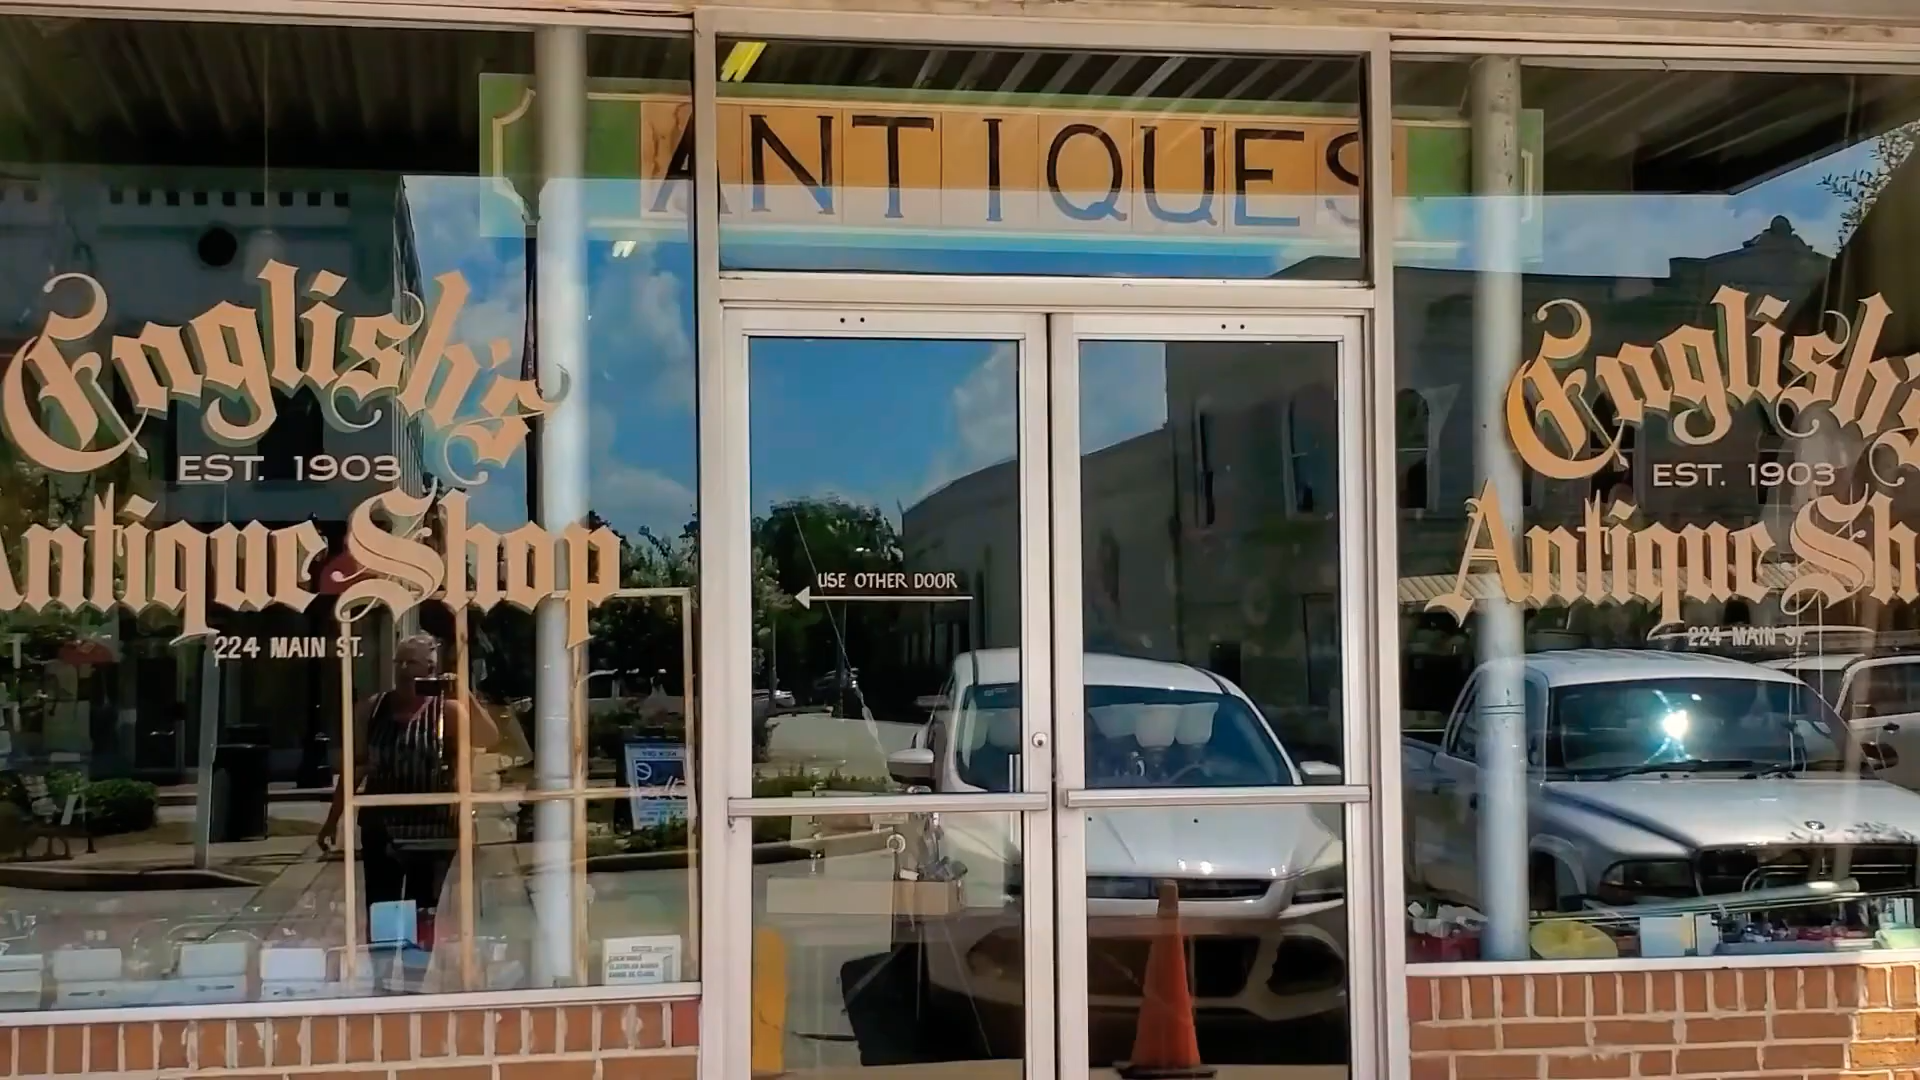 ANTIQUES
English's
EST. 1903
Antique Shop
224 MAIN ST.
USE OTHER DOOR
English's
EST. 1903
Antique Sh
224 MAIN ST.